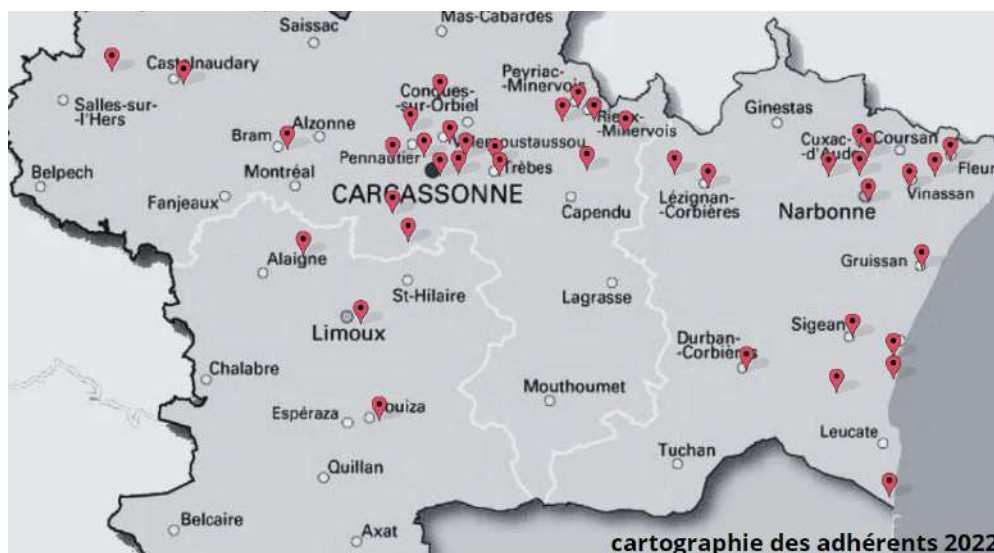 Mas-Cabardès
Saissac
Castelnaudary
Peyriac-
-Minervois
Conques-
-sur-Orbiel
Salles-sur-
-l'Hers
Rieux-
-Minervois
Ginestas
Bram
Alzonne
Villemoustaussou
Cuxac-
-d'Aude
Coursan
Pennautier
Trèbes
Fleur
Belpech
Montréal
CARCASSONNE
Vinassan
Fanjeaux
Capendu
Lézignan-
-Corbières
Narbonne
Alaigne
Gruissan
St-Hilaire
Lagrasse
Limoux
Sigean
Durban-
-Corbières
Chalabre
Mouthoumet
Espéraza
Couiza
Leucate
Tuchan
Quillan
Belcaire
Axat
cartographie des adhérents 2022